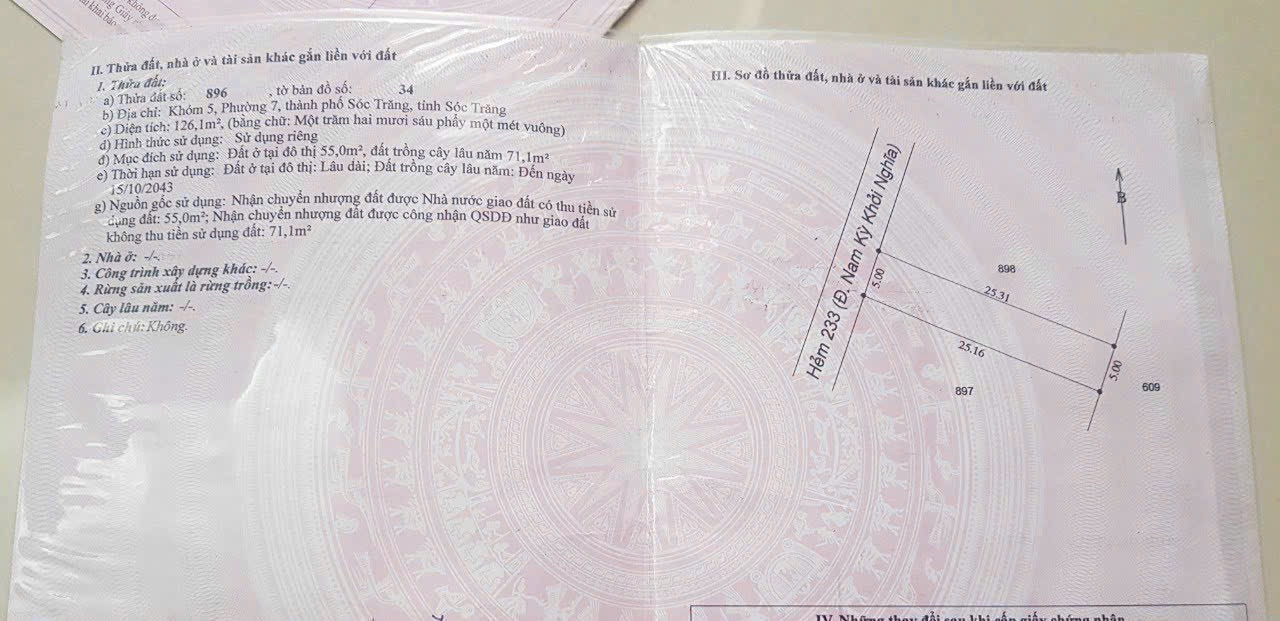 II. Thửa đất, nhà ở và tài sản khác gắn liền với đất
1. Thửa đất:
a) Thửa đất số: 896 , tờ bản đồ số: 34
b) Địa chỉ: Khóm 5, Phường 7, thành phố Sóc Trăng, tỉnh Sóc Trăng
c) Diện tích: 126,1m², (bằng chữ: Một trăm hai mươi sáu phẩy một mét vuông)
d) Hình thức sử dụng: Sử dụng riêng
đ) Mục đích sử dụng: Đất ở tại đô thị 55,0m², đất trồng cây lâu năm 71,1m²
e) Thời hạn sử dụng: Đất ở tại đô thị: Lâu dài; Đất trồng cây lâu năm: Đến ngày
15/10/2043
g) Nguồn gốc sử dụng: Nhận chuyển nhượng đất được Nhà nước giao đất có thu tiền sử
dụng đất: 55,0m²; Nhận chuyển nhượng đất được công nhận QSDĐ như giao đất
không thu tiền sử dụng đất: 71,1m²
2. Nhà ở: -/-.
3. Công trình xây dựng khác: -/-.
4. Rừng sản xuất là rừng trồng: -/-.
5. Cây lâu năm: -/-.
6. Ghi chú: Không.
III. Sơ đồ thửa đất, nhà ở và tài sản khác gắn liền với đất
Hẻm 233 (Đ. Nam Kỳ Khởi Nghĩa)
B
898
5.00
25.31
25.16
5.00
897
609
IV. Những thay đổi sau khi cấp giấy chứng nhận